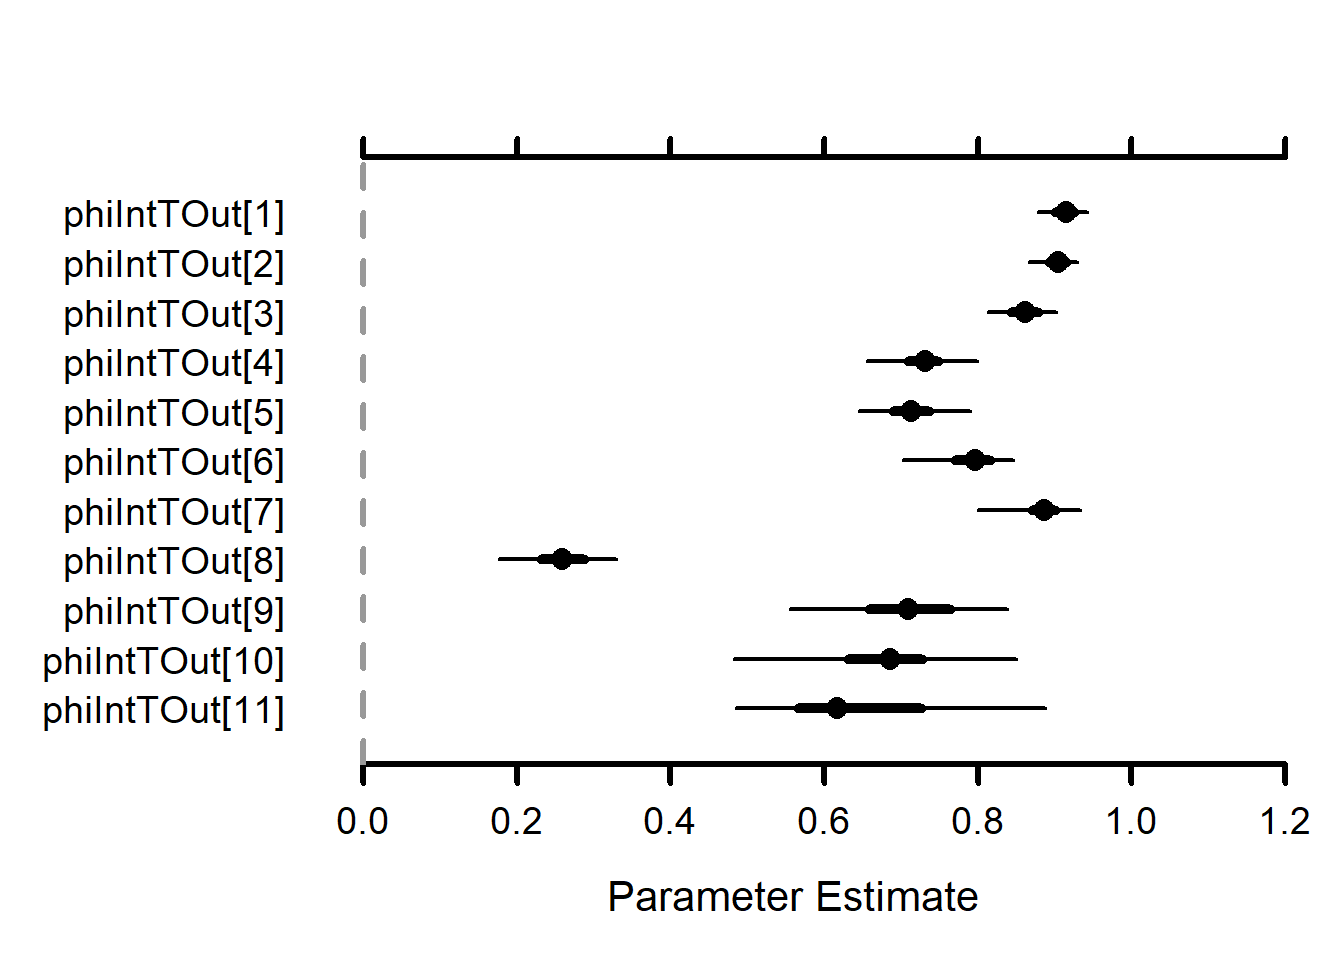 phiIntTOut[1]
phiIntTOut[2]
phiIntTOut[3]
phiIntTOut[4]
phiIntTOut[5]
phiIntTOut[6]
phiIntTOut[7]
phiIntTOut[8]
phiIntTOut[9]
phiIntTOut[10]
phiIntTOut[11]
0.0 0.2 0.4 0.6 0.8 1.0 1.2
Parameter Estimate